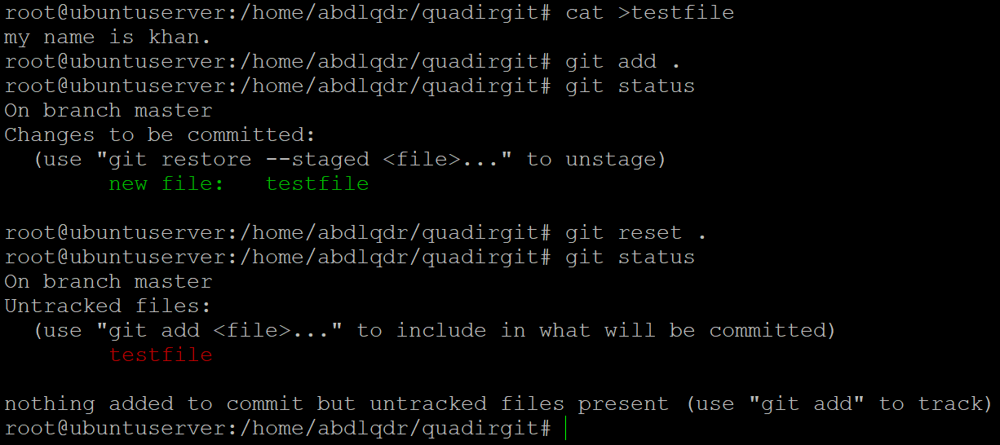 root@ubuntuserver:/home/abdlqdr/quadirgit# cat >testfile
my name is khan.
root@ubuntuserver:/home/abdlqdr/quadirgit# git add .
root@ubuntuserver:/home/abdlqdr/quadirgit# git status
On branch master
Changes to be committed:
  (use "git restore --staged <file>..." to unstage)
        new file:   testfile

root@ubuntuserver:/home/abdlqdr/quadirgit# git reset .
root@ubuntuserver:/home/abdlqdr/quadirgit# git status
On branch master
Untracked files:
  (use "git add <file>..." to include in what will be committed)
        testfile

nothing added to commit but untracked files present (use "git add" to track)
root@ubuntuserver:/home/abdlqdr/quadirgit#